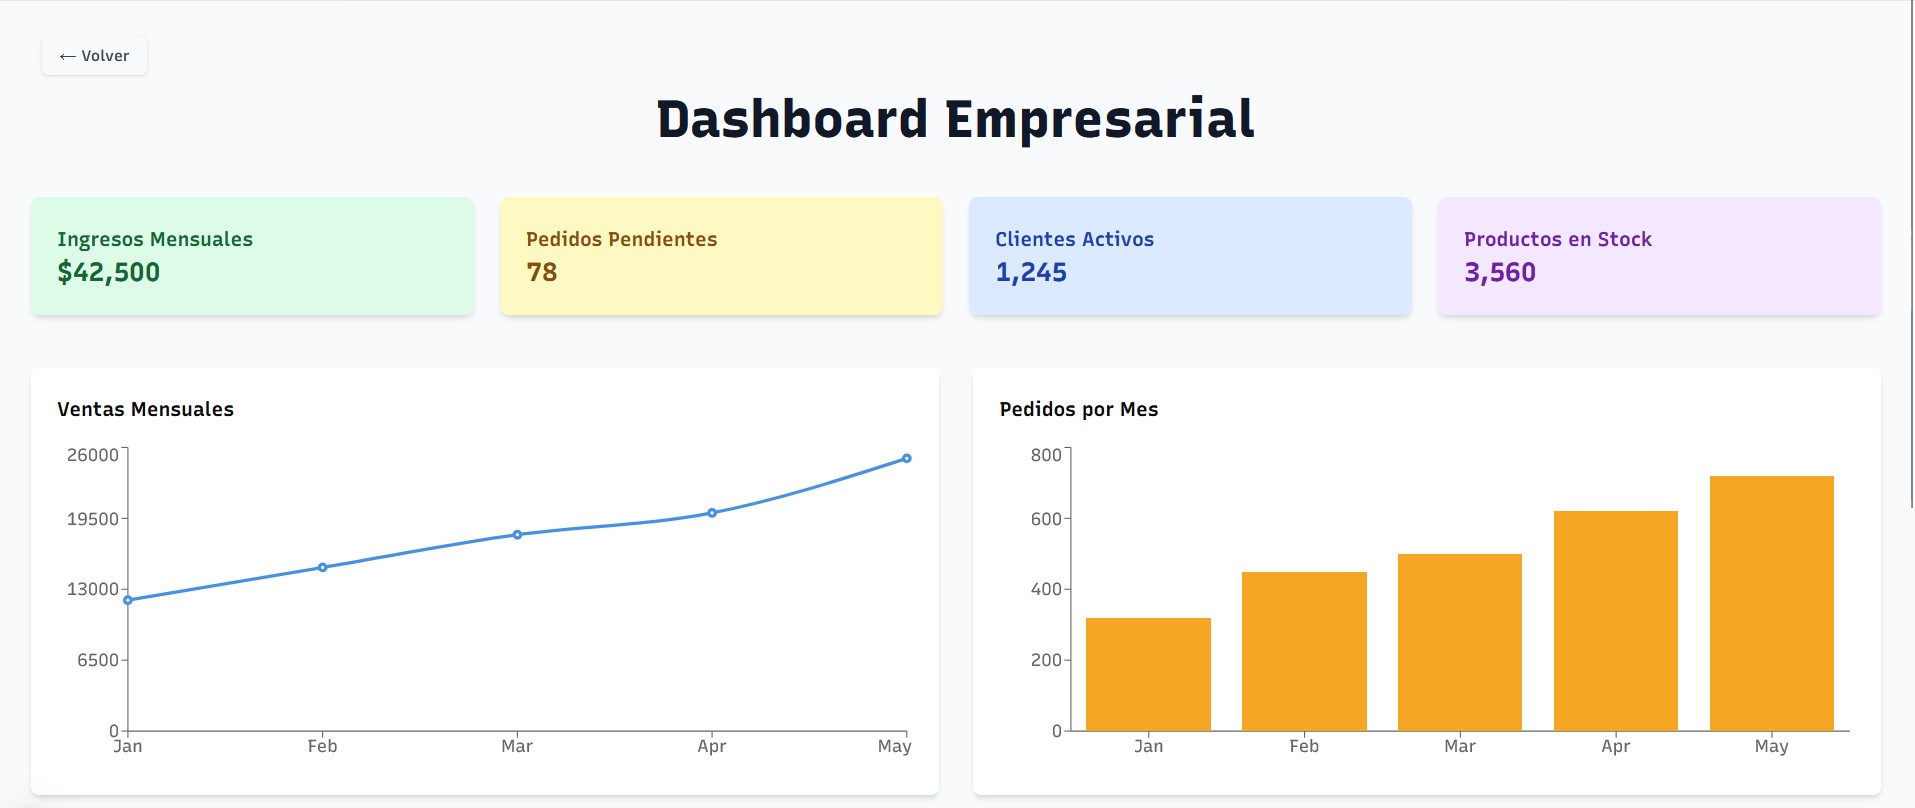 ← Volver
Dashboard Empresarial
Ingresos Mensuales
$42,500
Pedidos Pendientes
78
Clientes Activos
1,245
Productos en Stock
3,560
Ventas Mensuales
26000
19500
13000
6500
0
Jan Feb Mar Apr May
Pedidos por Mes
800
600
400
200
0
Jan Feb Mar Apr May